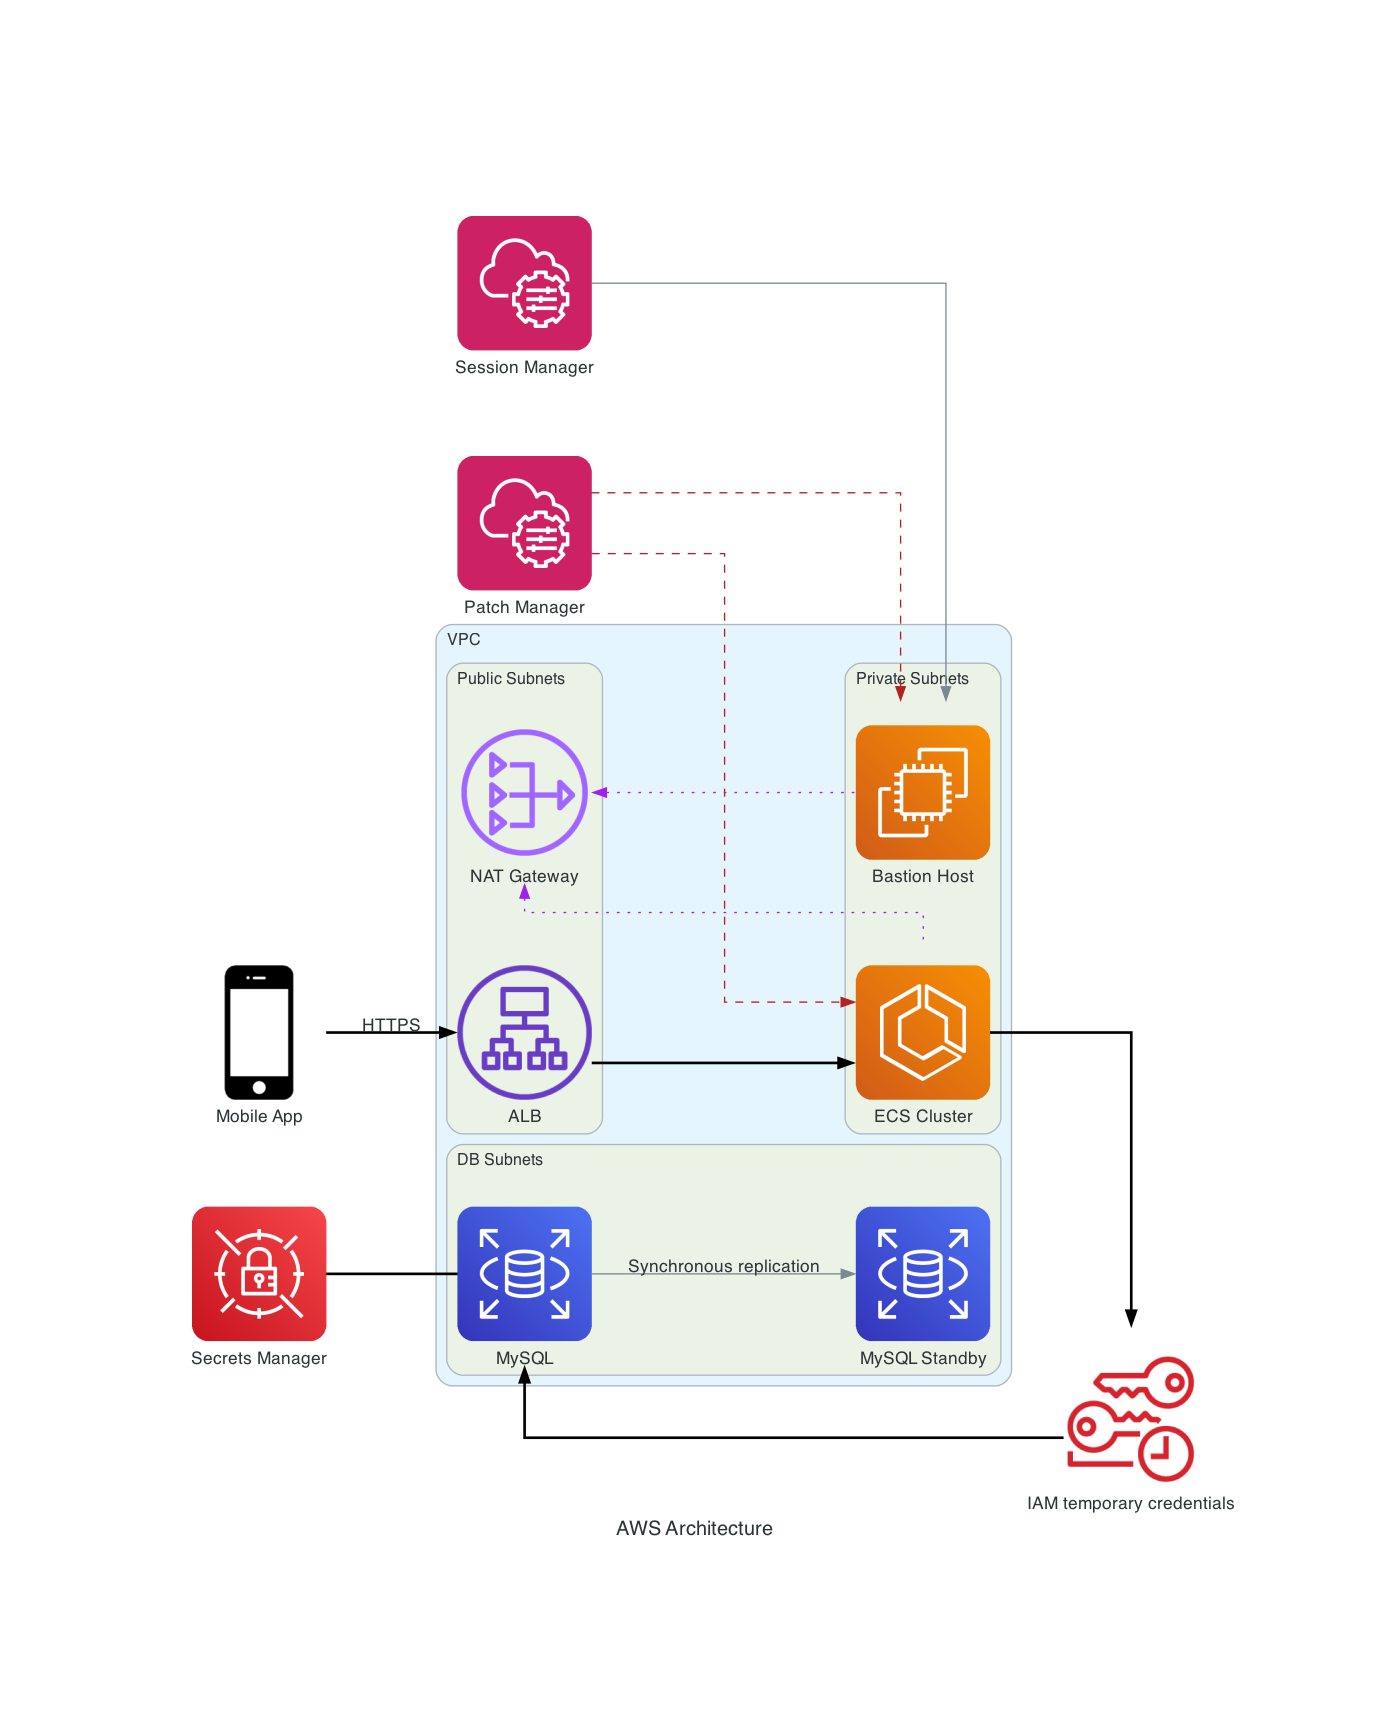 Session Manager
Patch Manager
VPC
Public Subnets
Private Subnets
NAT Gateway
Bastion Host
HTTPS
Mobile App
ALB
ECS Cluster
DB Subnets
Synchronous replication
Secrets Manager
MySQL
MySQL Standby
IAM temporary credentials
AWS Architecture